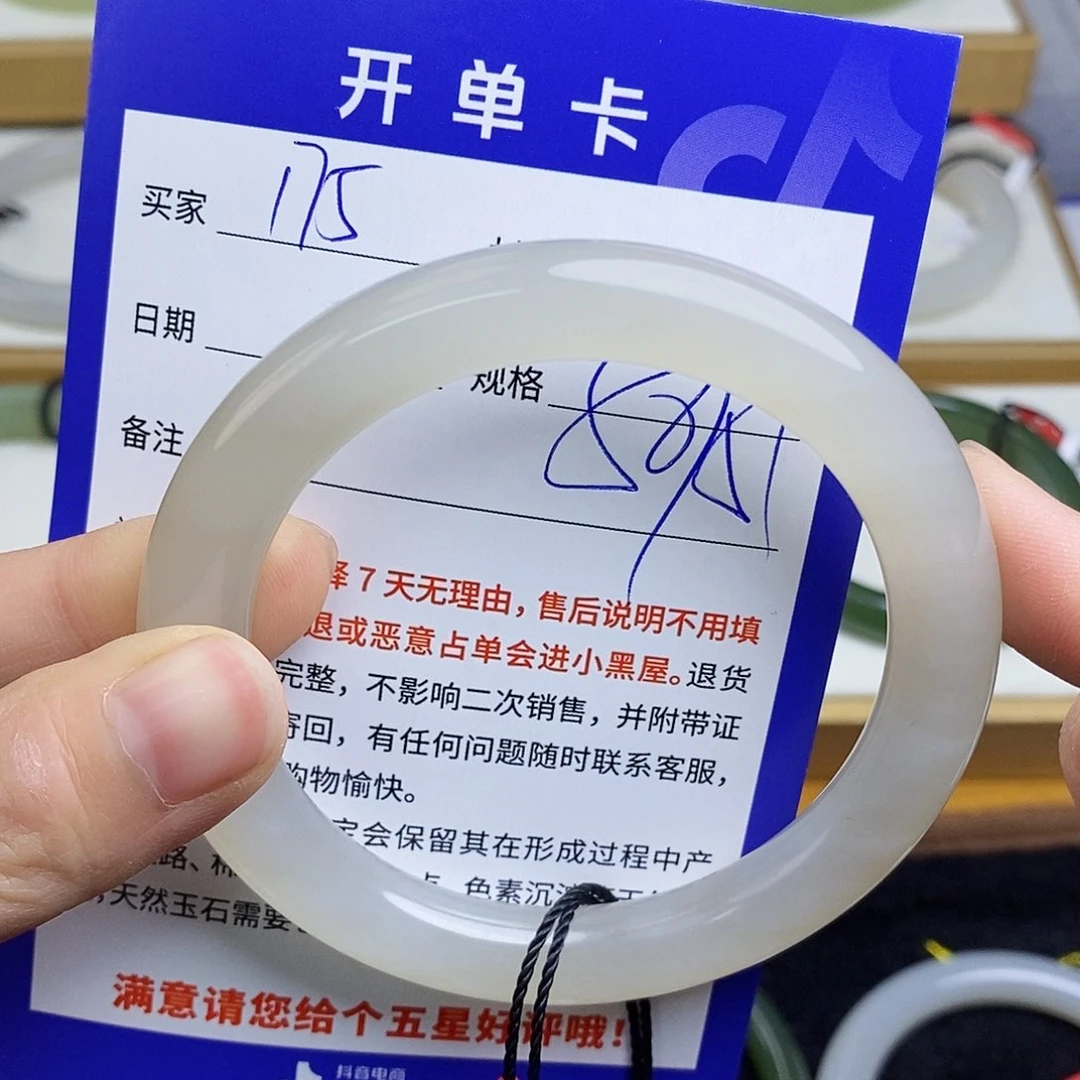 开单卡
买家 175
日期
规格
备注
择7天无理由，售后说明不用填
退或恶意占单会进小黑屋。退货
完整，不影响二次销售，并附带证
寄回，有任何问题随时联系客服，
购物愉快。
定会保留其在形成过程中产
色素沉淀
天然玉石需要
满意请您给个五星好评哦！
抖音电商